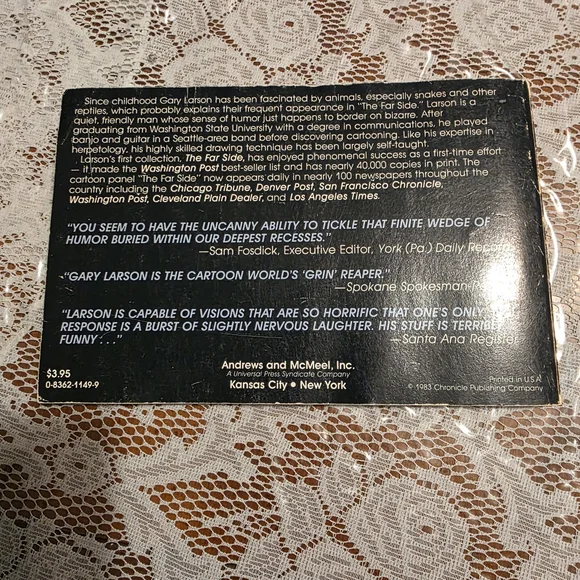 Since childhood Gary Larson has been fascinated by animals, especially snakes and other
reptiles, which probably explains their frequent appearance in "The Far Side." Larson is a
quiet, friendly man whose sense of humor just happens to border on bizarre. After
graduating from Washington State University with a degree in communications, he played
banjo and guitar in a Seattle-area band before discovering cartooning. Like his expertise in
herpetology, his highly skilled drawing technique has been largely self-taught.
Larson's first collection, The Far Side, has enjoyed phenomenal success as a first-time effort
— it made the Washington Post best-seller list and has nearly 40,000 copies in print. The
cartoon panel "The Far Side" now appears daily in nearly 100 newspapers throughout the
country including the Chicago Tribune, Denver Post, San Francisco Chronicle,
Washington Post, Cleveland Plain Dealer, and Los Angeles Times.
"YOU SEEM TO HAVE THE UNCANNY ABILITY TO TICKLE THAT FINITE WEDGE OF
HUMOR BURIED WITHIN OUR DEEPEST RECESSES."
—Sam Fosdick, Executive Editor, York (Pa.) Daily Record
"GARY LARSON IS THE CARTOON WORLD'S 'GRIN' REAPER."
—Spokane Spokesman-
"LARSON IS CAPABLE OF VISIONS THAT ARE SO HORRIFIC THAT ONE'S ONLY
RESPONSE IS A BURST OF SLIGHTLY NERVOUS LAUGHTER. HIS STUFF IS TERRIBLY
FUNNY . . ."
—Santa Ana Register
Andrews and McMeel, Inc.
A Universal Press Syndicate Company
Kansas City • New York
$3.95
0-8362-1149-9
Printed in U.S.A.
© 1983 Chronicle Publishing Company